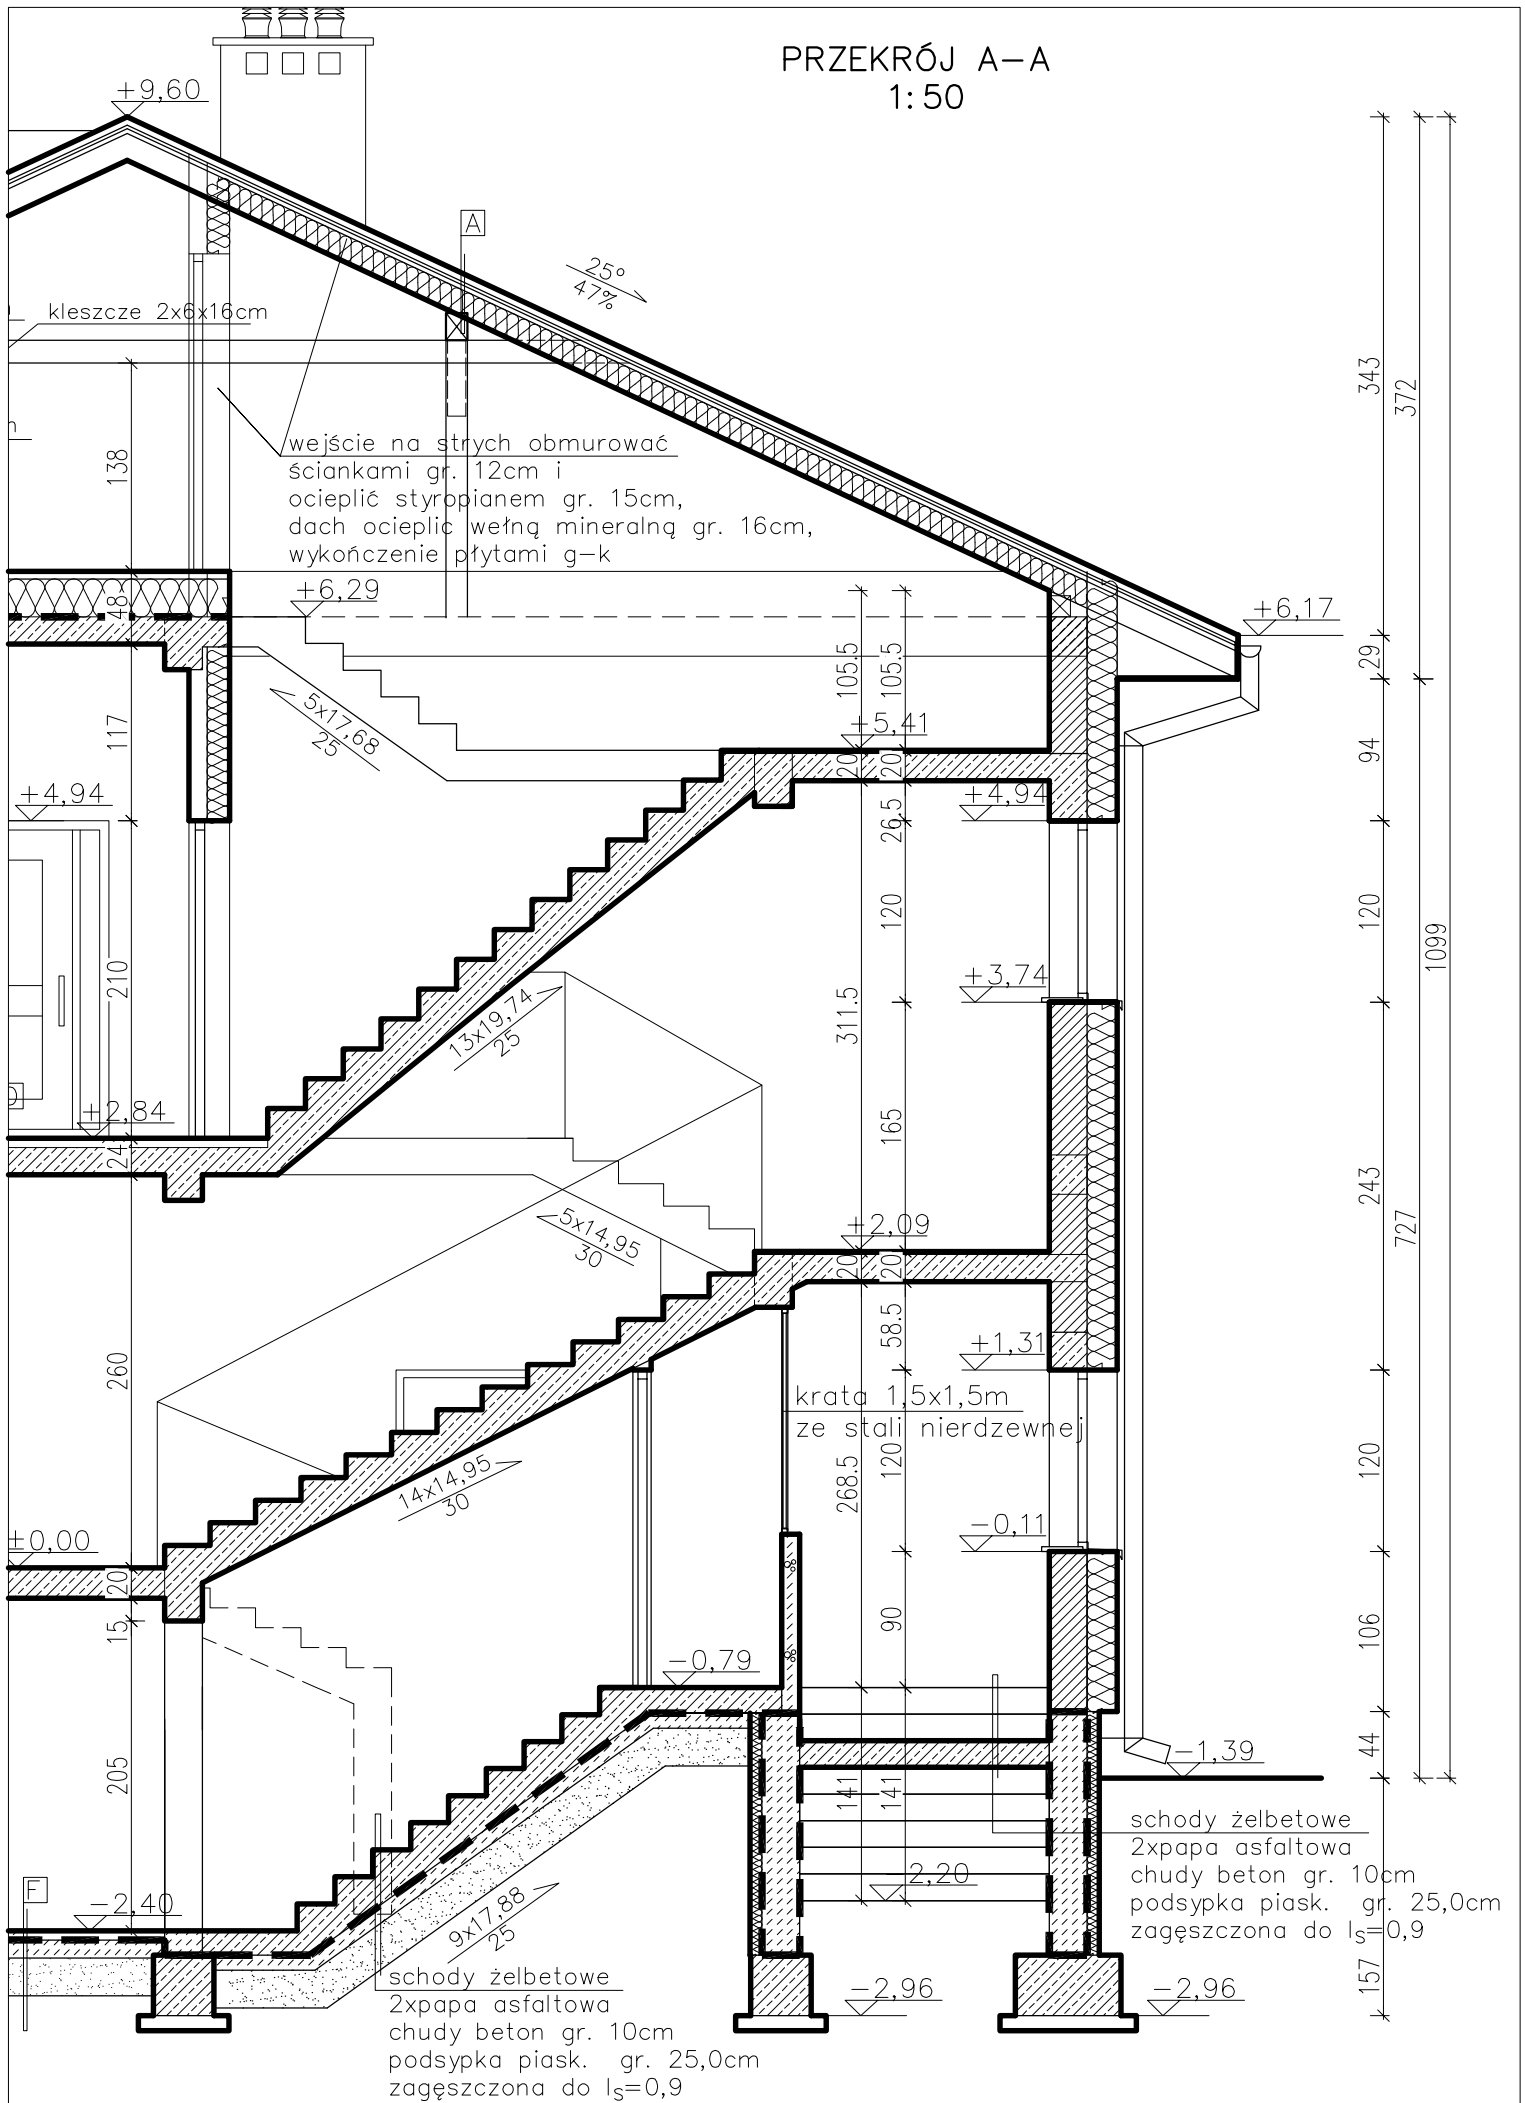 PRZEKRÓJ A–A
1:50
+9,60
A
25°
47%
kleszcze 2x6x16cm
343
372
138
wejście na strych obmurować
ściankami gr. 12cm i
ocieplić styropianem gr. 15cm,
dach ocieplic wełną mineralną gr. 16cm,
wykończenie płytami g–k
48
+6,29
+6,17
105.5
105.5
29
5x17,68
25
117
+5,41
20
20
94
+4,94
+4,94
26.5
120
120
1099
210
+3,74
13x19,74
25
311.5
+2,84
24
165
243
727
5x14,95
30
+2,09
20
20
58.5
+1,31
260
krata 1,5x1,5m
ze stali nierdzewnej
14x14,95
30
268.5
120
120
±0,00
–0,11
20
15
90
106
–0,79
44
–1,39
205
141
141
schody żelbetowe
2xpapa asfaltowa
chudy beton gr. 10cm
podsypka piask. gr. 25,0cm
zagęszczona do Is=0,9
F
–2,40
–2,20
9x17,88
25
schody żelbetowe
2xpapa asfaltowa
chudy beton gr. 10cm
podsypka piask. gr. 25,0cm
zagęszczona do Is=0,9
–2,96
–2,96
157